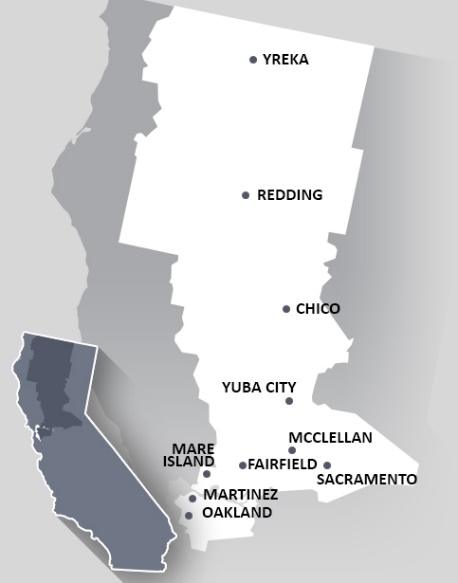 YREKA
REDDING
CHICO
YUBA CITY
MCCLELLAN
MARE
ISLAND
FAIRFIELD
SACRAMENTO
MARTINEZ
OAKLAND